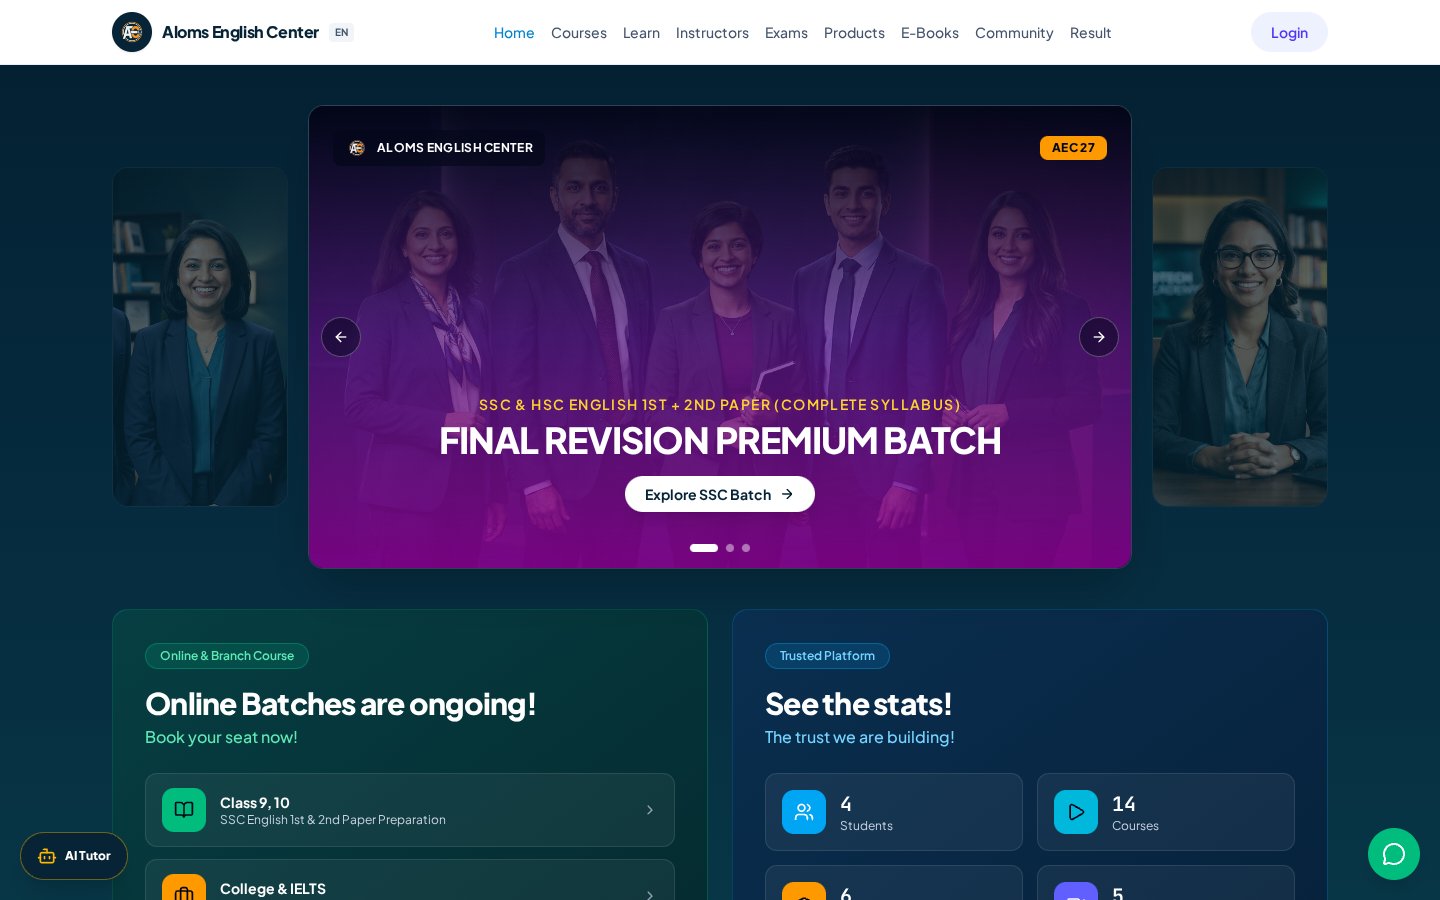 Aloms English Center EN
Home Courses Learn Instructors Exams Products E-Books Community Result
Login
ALOMS ENGLISH CENTER
AEC 27
SSC & HSC ENGLISH 1ST + 2ND PAPER (COMPLETE SYLLABUS)
FINAL REVISION PREMIUM BATCH
Explore SSC Batch
Online & Branch Course
Online Batches are ongoing!
Book your seat now!
Class 9, 10
SSC English 1st & 2nd Paper Preparation
College & IELTS
Trusted Platform
See the stats!
The trust we are building!
4
Students
14
Courses
6
5
AI Tutor